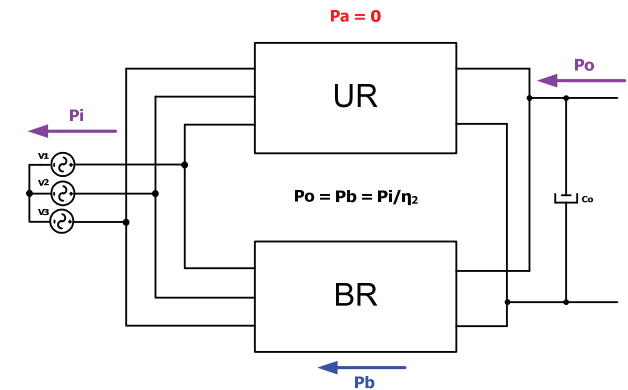 Pa = 0
Po
UR
Pi
V1
V2
V3
Po = Pb = Pi/η₂
Co
BR
Pb